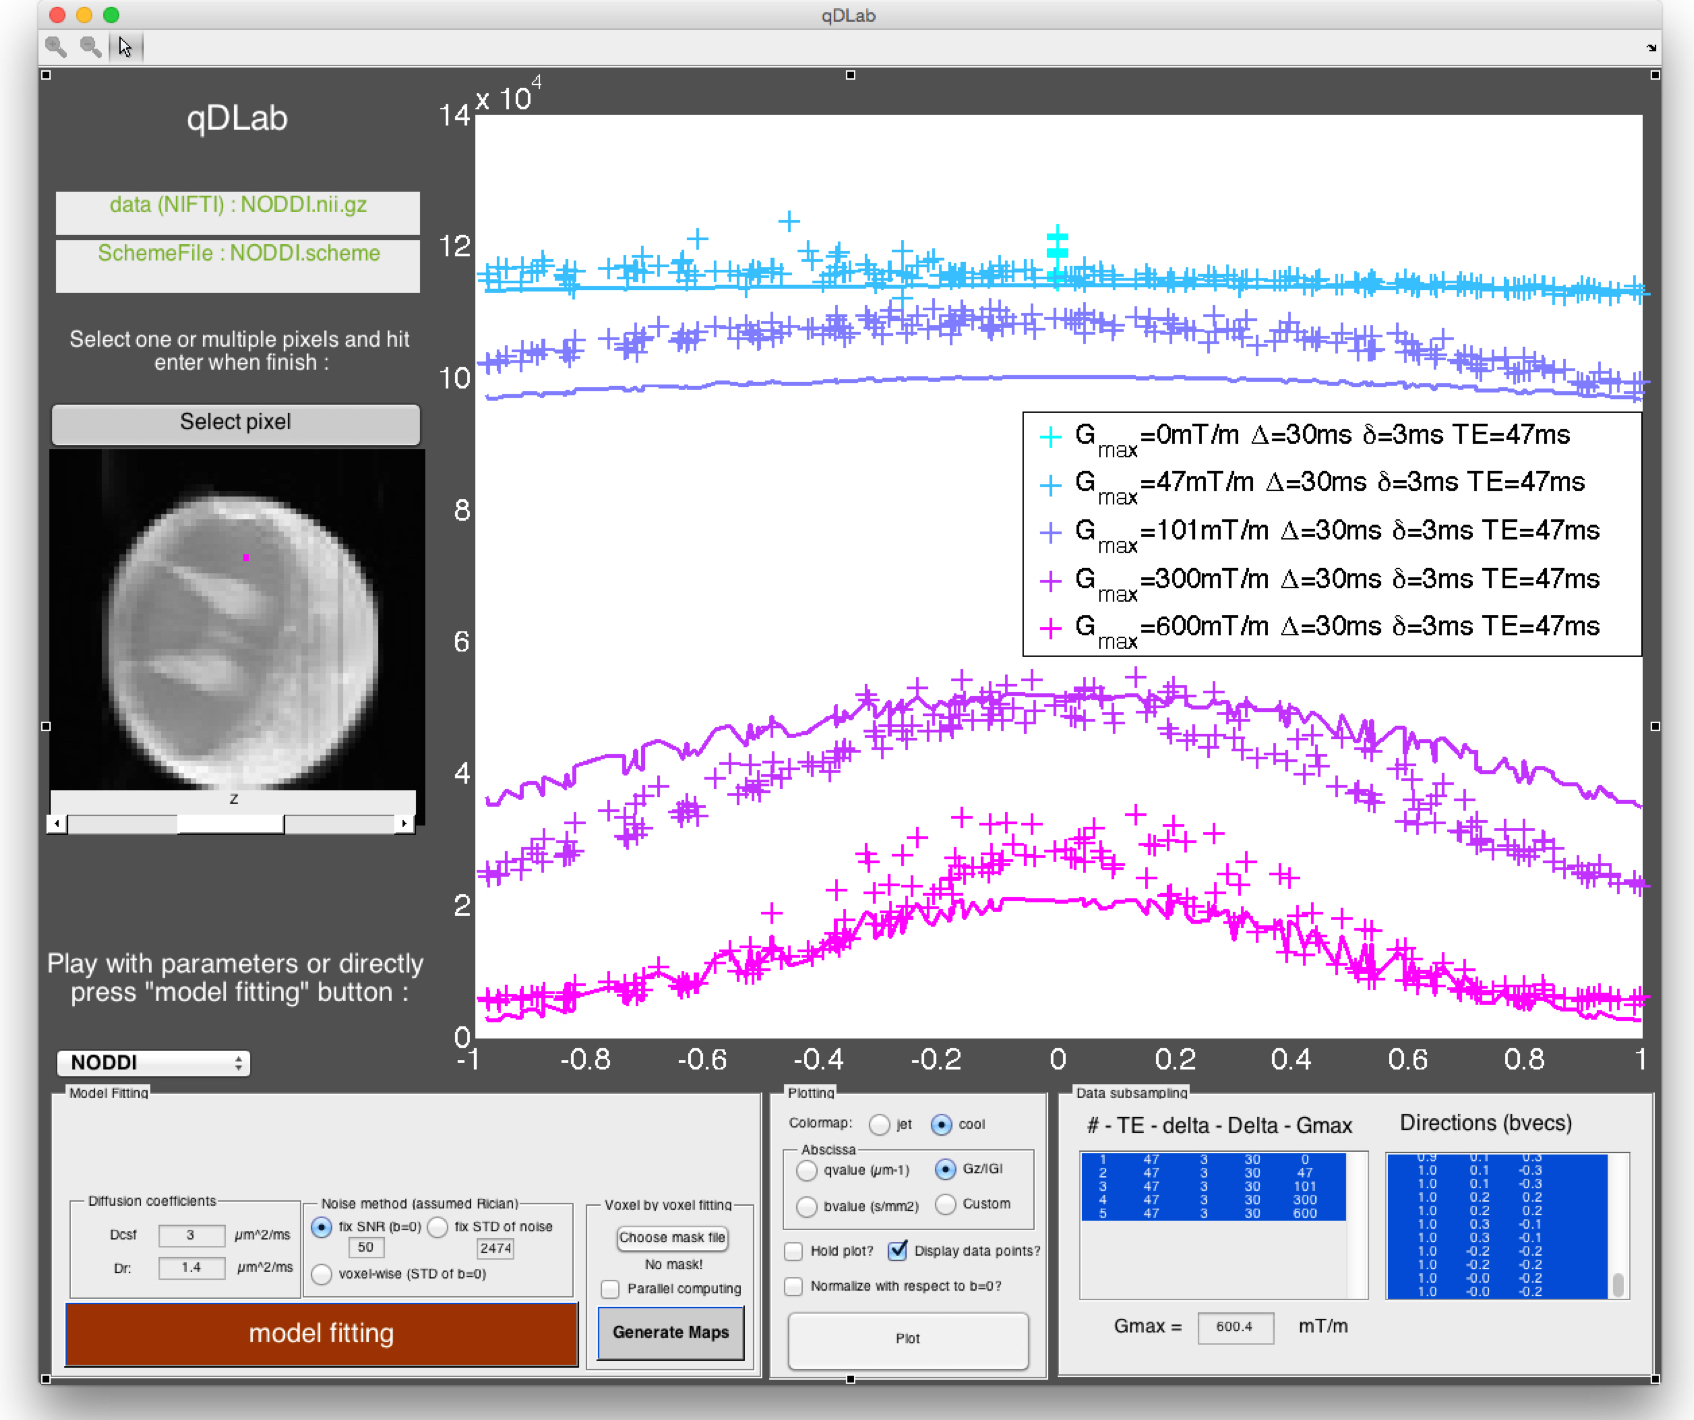 qDLab
qDLab
data (NIFTI) : NODDI.nii.gz
SchemeFile : NODDI.scheme
Select one or multiple pixels and hit
enter when finish :
Select pixel
z
Play with parameters or directly
press "model fitting" button :
NODDI
x 10^4
14
12
10
8
6
4
2
0
-1 -0.8 -0.6 -0.4 -0.2 0 0.2 0.4 0.6 0.8 1
G_max=0mT/m Δ=30ms δ=3ms TE=47ms
G_max=47mT/m Δ=30ms δ=3ms TE=47ms
G_max=101mT/m Δ=30ms δ=3ms TE=47ms
G_max=300mT/m Δ=30ms δ=3ms TE=47ms
G_max=600mT/m Δ=30ms δ=3ms TE=47ms
Model Fitting
Diffusion coefficients
Dcsf 3 µm^2/ms
Dr: 1.4 µm^2/ms
Noise method (assumed Rician)
fix SNR (b=0) fix STD of noise
50 2474
voxel-wise (STD of b=0)
model fitting
Voxel by voxel fitting
Choose mask file
No mask!
Parallel computing
Generate Maps
Plotting
Colormap: jet cool
Abscissa
qvalue (µm-1) Gz/IGI
bvalue (s/mm2) Custom
Hold plot? Display data points?
Normalize with respect to b=0?
Plot
Data subsampling
# - TE - delta - Delta - Gmax
1 47 3 30 0
2 47 3 30 47
3 47 3 30 101
4 47 3 30 300
5 47 3 30 600
Directions (bvecs)
0.9 0.1 0.3
1.0 0.1 -0.3
1.0 0.1 -0.3
1.0 0.2 0.2
1.0 0.2 0.2
1.0 0.3 -0.1
1.0 0.3 -0.1
1.0 -0.2 -0.2
1.0 -0.2 -0.2
1.0 -0.0 -0.2
1.0 -0.0 -0.2
Gmax = 600.4 mT/m